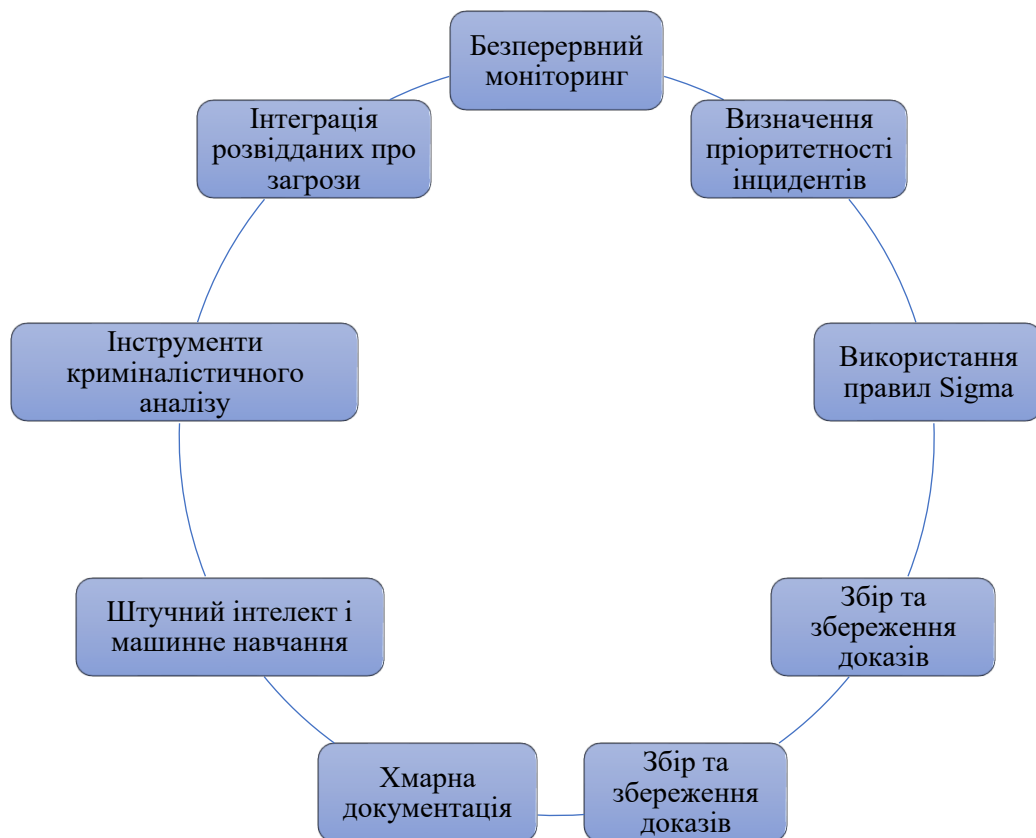 Безперервний
моніторинг
Визначення
пріоритетності
інцидентів
Використання
правил Sigma
Збір та
збереження
доказів
Збір та
збереження
доказів
Хмарна
документація
Штучний інтелект і
машинне навчання
Інструменти
криміналістичного
аналізу
Інтеграція
розвідданих про
загрози